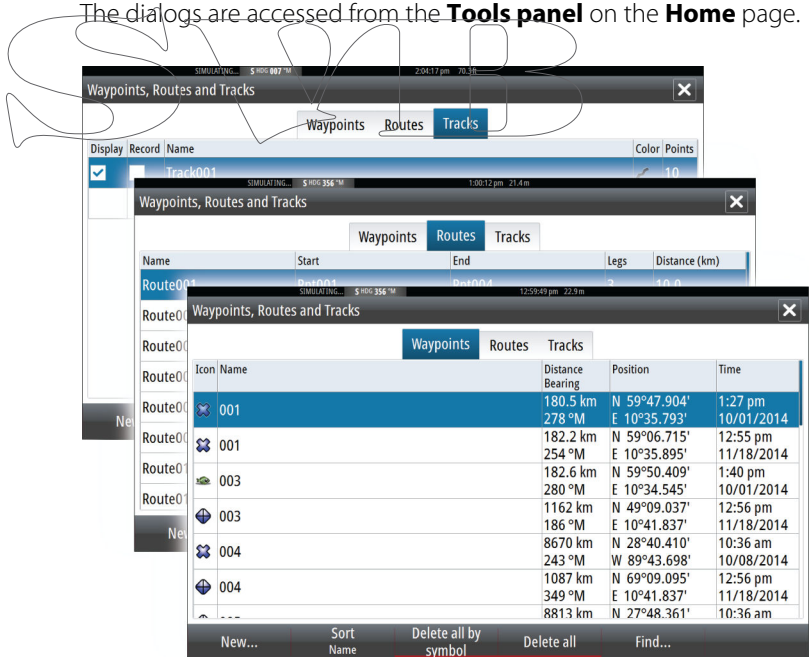 The dialogs are accessed from the Tools panel on the Home page.
SIMULATING... S HDG 007 °M 2:04:17 pm 70.3 ft
Waypoints, Routes and Tracks
Waypoints Routes Tracks
Display Record Name Color Points
Track001 10
SIMULATING... S HDG 356 °M 1:00:12 pm 21.4 m
Waypoints, Routes and Tracks
Waypoints Routes Tracks
Name Start End Legs Distance (km)
Route001 Rpt001 Rpt004 3 10.0
SIMULATING... S HDG 356 °M 12:59:49 pm 22.9 m
Waypoints, Routes and Tracks
Waypoints Routes Tracks
Icon Name Distance Position Time
Bearing
001 180.5 km N 59°47.904' 1:27 pm
278 °M E 10°35.793' 10/01/2014
001 182.2 km N 59°06.715' 12:55 pm
254 °M E 10°35.895' 11/18/2014
003 182.6 km N 59°50.409' 1:40 pm
280 °M E 10°34.545' 10/01/2014
003 1162 km N 49°09.037' 12:56 pm
186 °M E 10°41.837' 11/18/2014
004 8670 km N 28°40.410' 10:36 am
243 °M W 89°43.698' 10/08/2014
004 1087 km N 69°09.095' 12:56 pm
349 °M E 10°41.837' 11/18/2014
8813 km N 27°48.361' 10:36 am
New... Sort Delete all by Delete all Find...
Name symbol